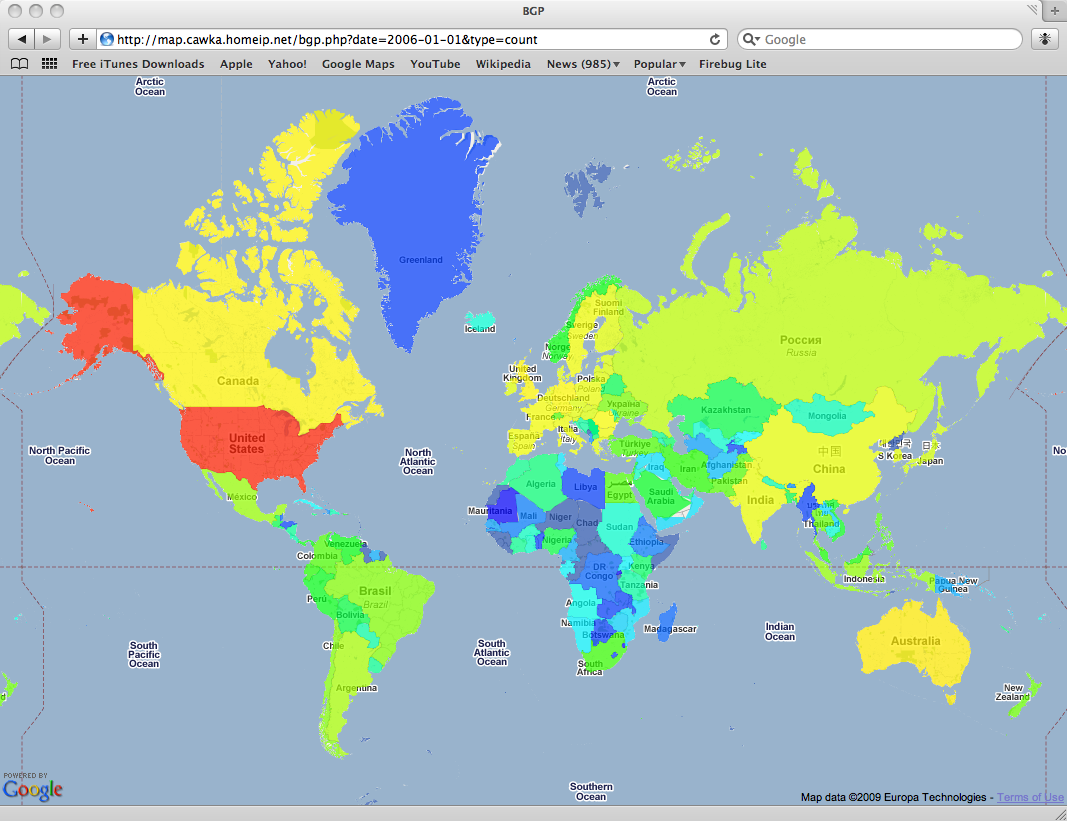 BGP
http://map.cawka.homeip.net/bgp.php?date=2006-01-01&type=count
Google
Free iTunes Downloads
Apple
Yahoo!
Google Maps
YouTube
Wikipedia
News (985)
Popular
Firebug Lite
Arctic
Ocean
Arctic
Ocean
Greenland
Iceland
Suomi
Finland
Sverige
Sweden
Norge
Norway
Россия
Russia
Canada
United
Kingdom
Polska
Poland
Deutschland
Germany
Україна
Ukraine
France
Kazakhstan
Mongolia
Italia
Italy
España
Spain
United
States
Türkiye
Turkey
中国
China
S Korea
日本
Japan
North Pacific
Ocean
North
Atlantic
Ocean
No
Iraq
Iran
Afghanistan
Pakistan
Algeria
Libya
مصر
Egypt
Saudi
Arabia
India
México
Mauritania
Mali
Niger
Chad
Sudan
Thailand
Nigeria
Ethiopia
Venezuela
Colombia
DR
Congo
Kenya
Tanzania
Indonesia
Papua New
Guinea
Brasil
Brazil
Perú
Bolivia
Angola
Namibia
Botswana
Madagascar
South
Africa
Indian
Ocean
Australia
South
Pacific
Ocean
Chile
Argentina
South
Atlantic
Ocean
New
Zealand
d
Southern
Ocean
POWERED BY
Google
Map data ©2009 Europa Technologies - Terms of Use